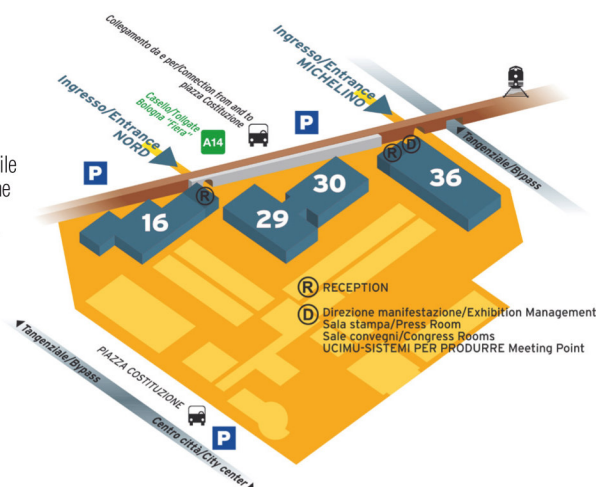 Collegamento da e per/Connection from and to
piazza Costituzione
Ingresso/Entrance
MICHELINO
Ingresso/Entrance
NORD
Casello/Tollgate
Bologna "Fiera"
A14
P
P
Tangenziale/Bypass
R
D
R
16
29
30
36
R RECEPTION
D Direzione manifestazione/Exhibition Management
Sala stampa/Press Room
Sale convegni/Congress Rooms
UCIMU-SISTEMI PER PRODURRE Meeting Point
Tangenziale/Bypass
PIAZZA COSTITUZIONE
P
Centro città/City center